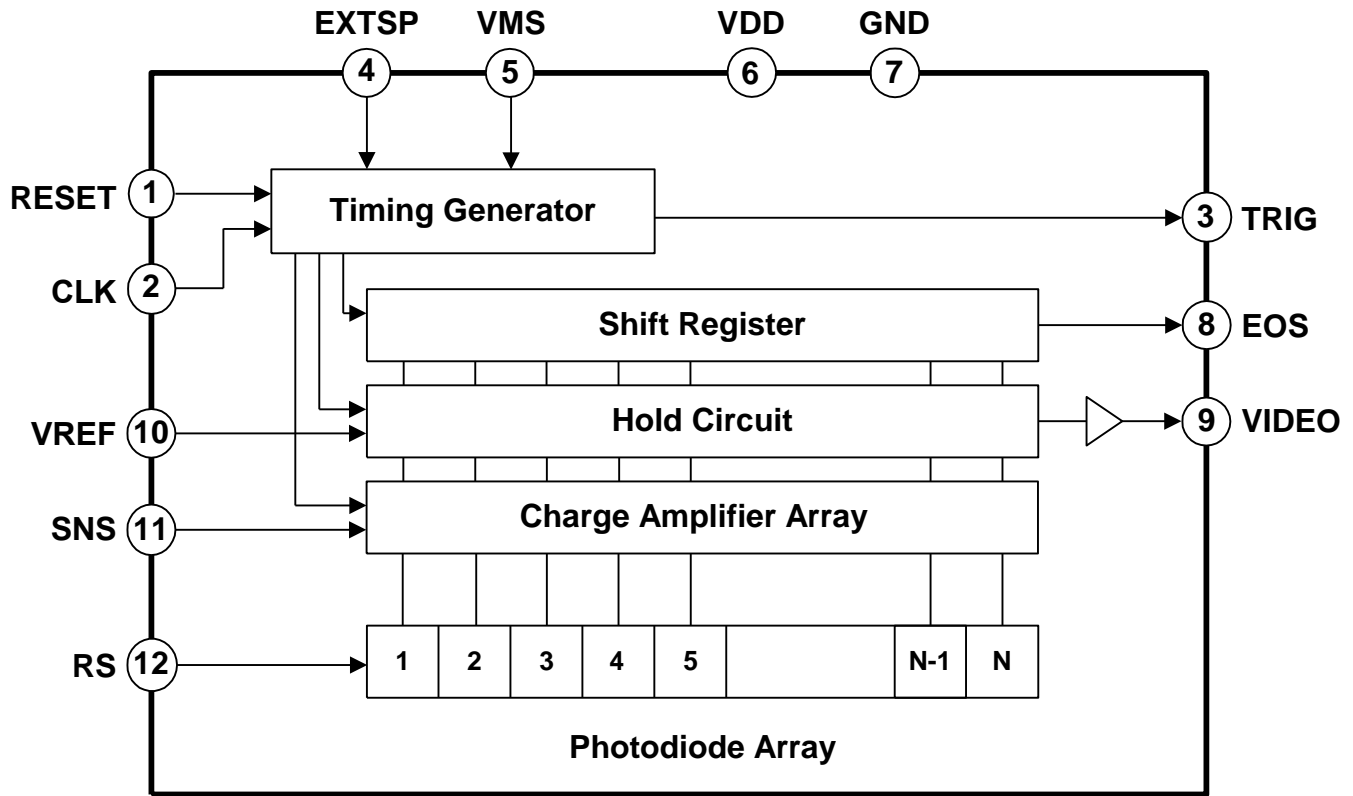 EXTSP VMS VDD GND
4 5 6 7
RESET 1 Timing Generator 3 TRIG
CLK 2
Shift Register 8 EOS
VREF 10 Hold Circuit 9 VIDEO
SNS 11 Charge Amplifier Array
RS 12 1 2 3 4 5 N-1 N
Photodiode Array